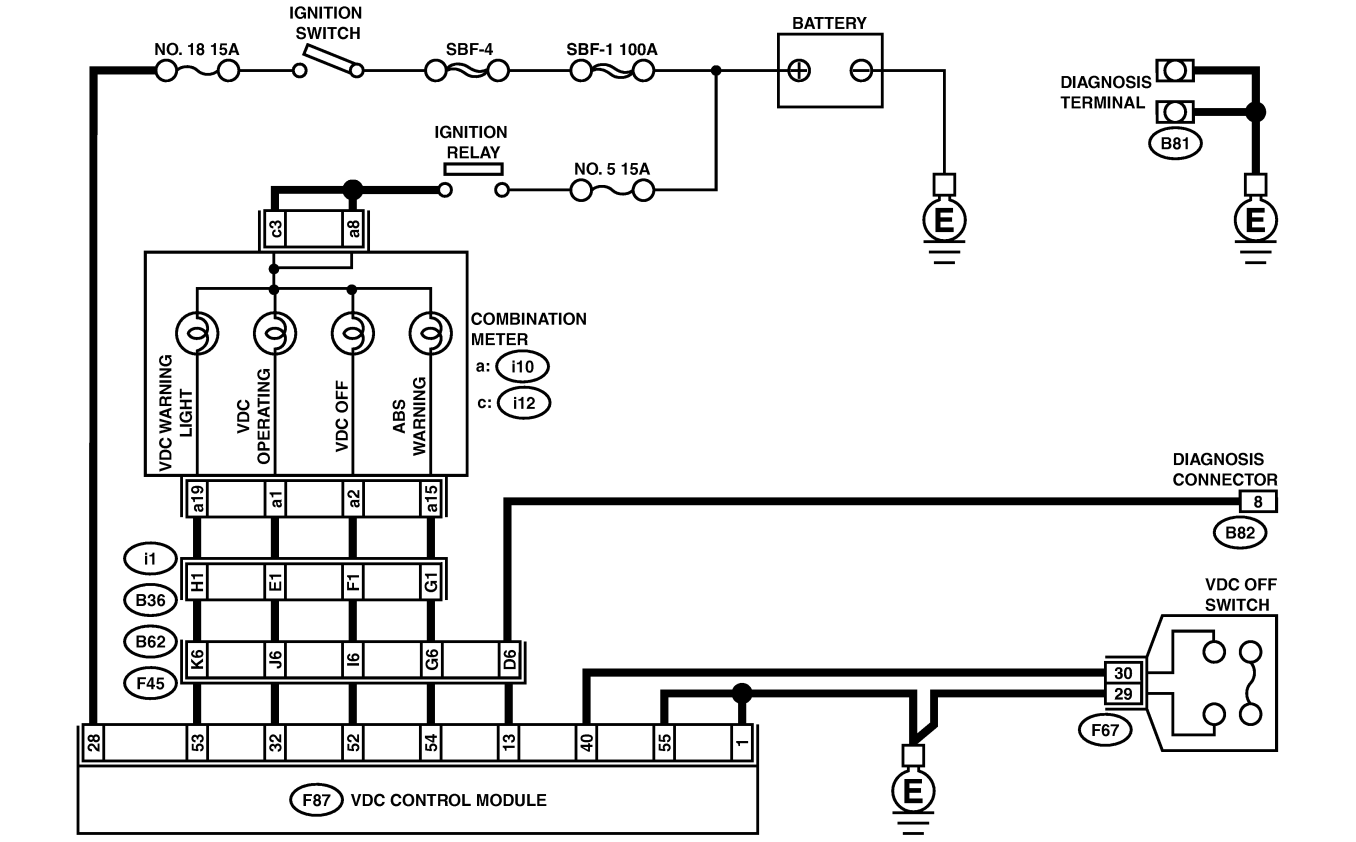 IGNITION
SWITCH
NO. 18 15A
SBF-4
SBF-1 100A
BATTERY
DIAGNOSIS
TERMINAL
B81
IGNITION
RELAY
NO. 5 15A
E
E
c3
a8
COMBINATION
METER
a: i10
c: i12
VDC WARNING
LIGHT
VDC
OPERATING
VDC OFF
ABS
WARNING
a19
a1
a2
a15
DIAGNOSIS
CONNECTOR
8
B82
i1
H1
E1
F1
G1
B36
B62
K6
J6
I6
G6
D6
F45
VDC OFF
SWITCH
30
29
F67
28
53
32
52
54
13
40
55
1
E
F87 VDC CONTROL MODULE